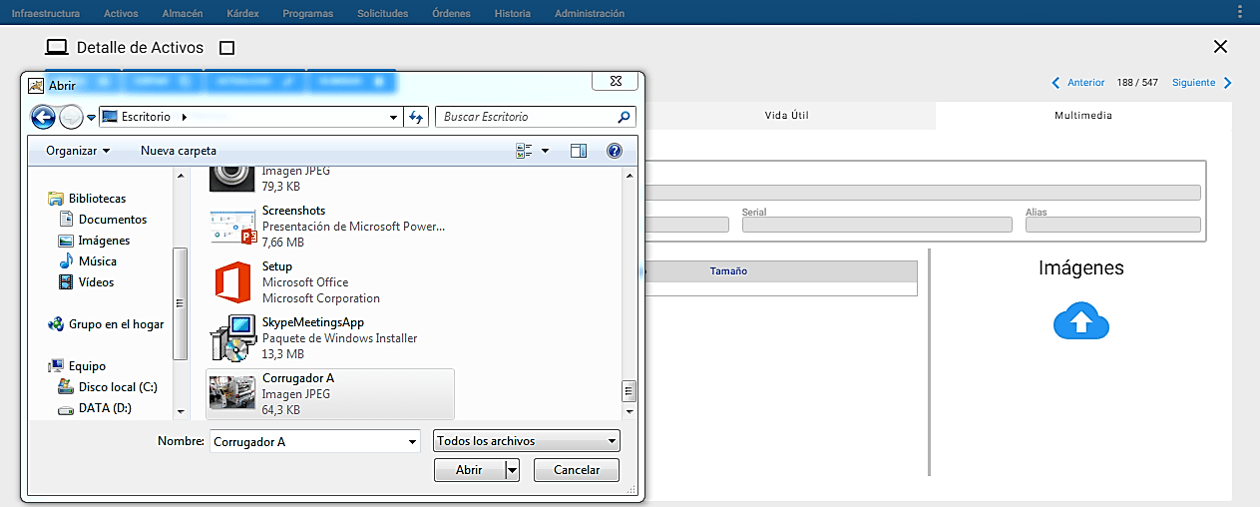 Infraestructura Activos Almacén Kárdex Programas Solicitudes Órdenes Historia Administración
Detalle de Activos
Abrir
Anterior 188 / 547 Siguiente
Escritorio
Buscar Escritorio
Vida Útil
Multimedia
Organizar
Nueva carpeta
Bibliotecas
Documentos
Imágenes
Música
Vídeos
Grupo en el hogar
Equipo
Disco local (C:)
DATA (D:)
Imagen JPEG
79,3 KB
Screenshots
Presentación de Microsoft Power...
7,66 MB
Setup
Microsoft Office
Microsoft Corporation
SkypeMeetingsApp
Paquete de Windows Installer
13,3 MB
Corrugador A
Imagen JPEG
64,3 KB
Nombre: Corrugador A
Todos los archivos
Abrir
Cancelar
Serial
Alias
Tamaño
Imágenes